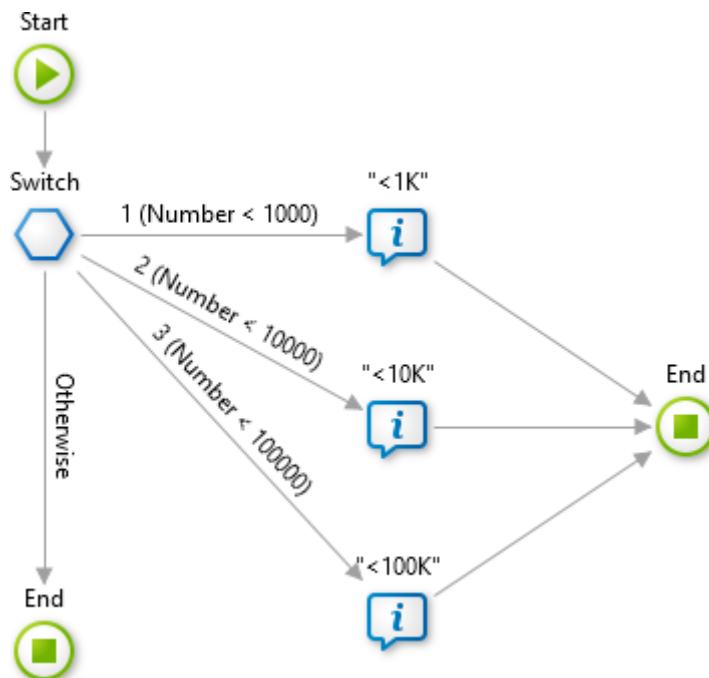 Start
Switch
1 (Number < 1000)
"<1K"
2 (Number < 10000)
"<10K"
3 (Number < 100000)
"<100K"
End
Otherwise
End